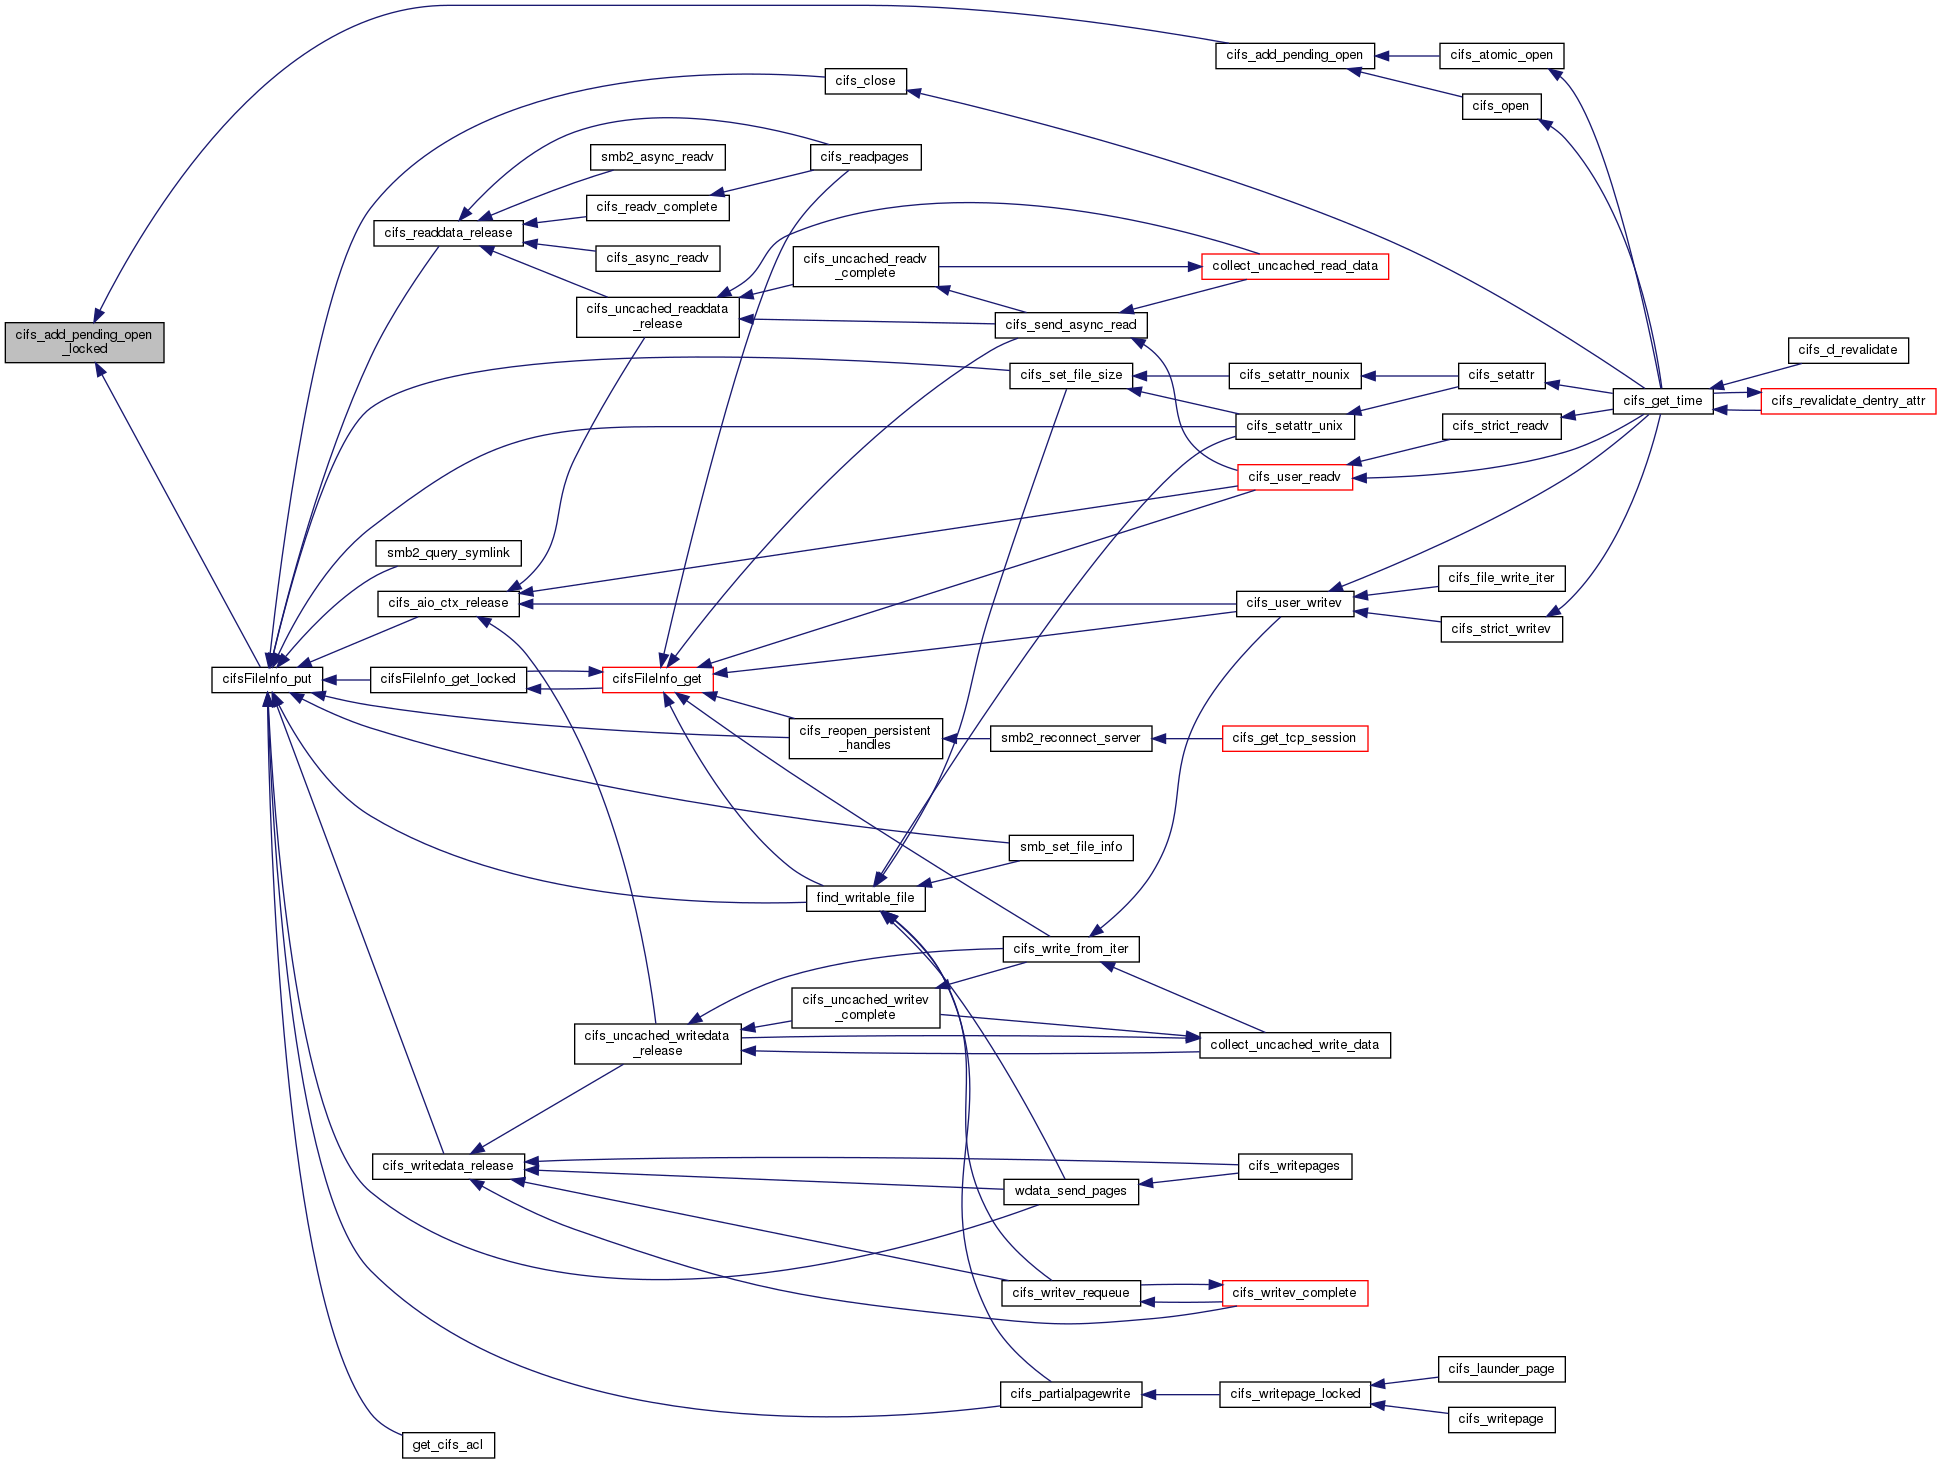 cifs_add_pending_open
_locked
cifsFileInfo_put
cifs_add_pending_open
cifs_atomic_open
cifs_open
cifs_close
cifs_readpages
smb2_async_readv
cifs_readv_complete
cifs_readdata_release
cifs_async_readv
cifs_uncached_readv
_complete
collect_uncached_read_data
cifs_uncached_readdata
_release
cifs_send_async_read
cifs_set_file_size
cifs_setattr_nounix
cifs_setattr
cifs_setattr_unix
cifs_strict_readv
cifs_get_time
cifs_d_revalidate
cifs_revalidate_dentry_attr
cifs_user_readv
smb2_query_symlink
cifs_aio_ctx_release
cifs_user_writev
cifs_file_write_iter
cifs_strict_writev
cifsFileInfo_get_locked
cifsFileInfo_get
cifs_reopen_persistent
_handles
smb2_reconnect_server
cifs_get_tcp_session
smb_set_file_info
find_writable_file
cifs_write_from_iter
cifs_uncached_writev
_complete
cifs_uncached_writedata
_release
collect_uncached_write_data
cifs_writedata_release
cifs_writepages
wdata_send_pages
cifs_writev_requeue
cifs_writev_complete
cifs_partialpagewrite
cifs_writepage_locked
cifs_launder_page
cifs_writepage
get_cifs_acl